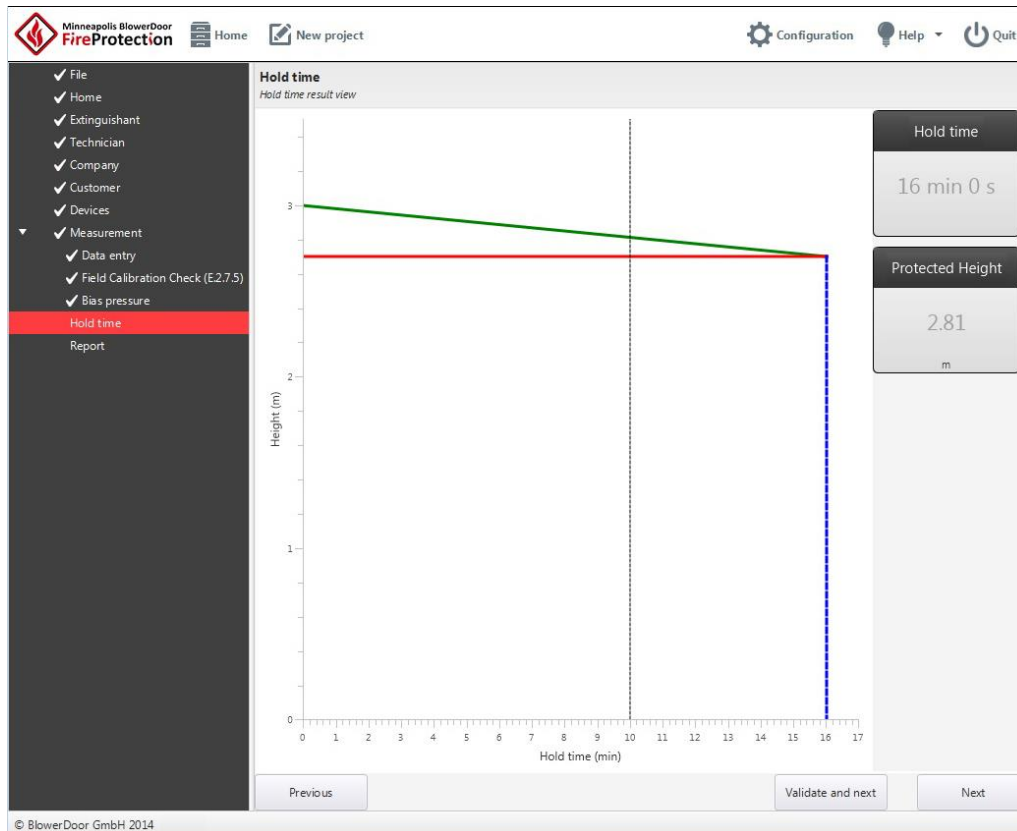 Minneapolis BlowerDoor
FireProtection
Home
New project
Configuration
Help
Quit
File
Home
Extinguishant
Technician
Company
Customer
Devices
Measurement
Data entry
Field Calibration Check (E.2.7.5)
Bias pressure
Hold time
Report
Hold time
Hold time result view
Height (m)
3
2
1
0
0 1 2 3 4 5 6 7 8 9 10 11 12 13 14 15 16 17
Hold time (min)
Hold time
16 min 0 s
Protected Height
2.81
m
Previous
Validate and next
Next
© BlowerDoor GmbH 2014